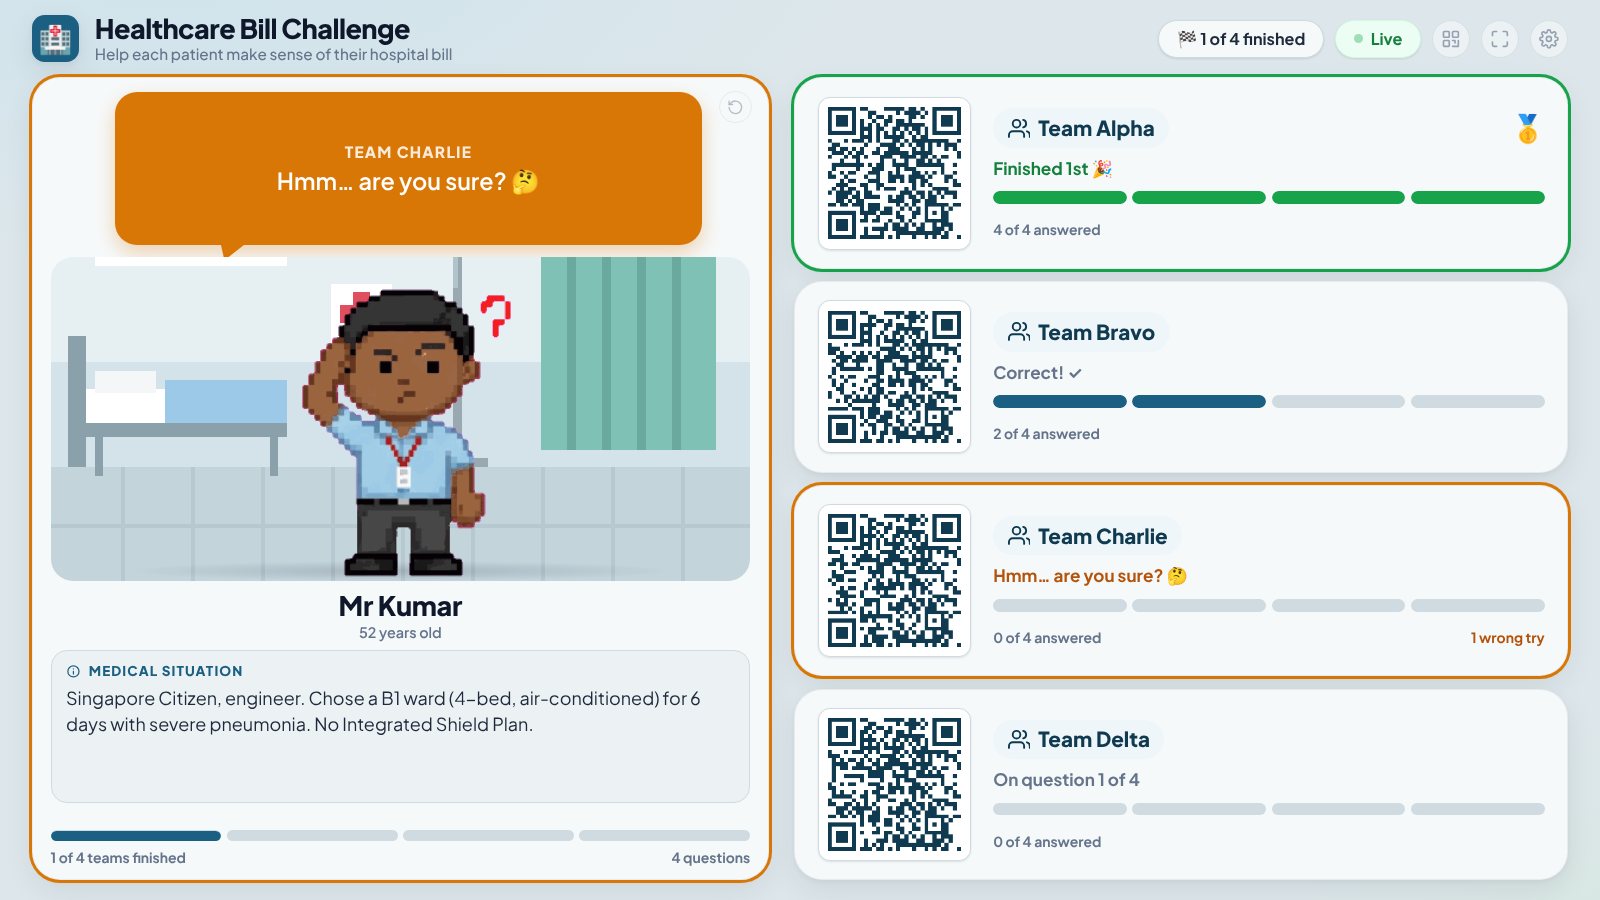 Healthcare Bill Challenge
Help each patient make sense of their hospital bill
🏁 1 of 4 finished
Live
TEAM CHARLIE
Hmm… are you sure? 🤔
?
Mr Kumar
52 years old
MEDICAL SITUATION
Singapore Citizen, engineer. Chose a B1 ward (4–bed, air-conditioned) for 6
days with severe pneumonia. No Integrated Shield Plan.
1 of 4 teams finished
4 questions
Team Alpha
Finished 1st 🎉
4 of 4 answered
Team Bravo
Correct! ✓
2 of 4 answered
Team Charlie
Hmm… are you sure? 🤔
0 of 4 answered
1 wrong try
Team Delta
On question 1 of 4
0 of 4 answered